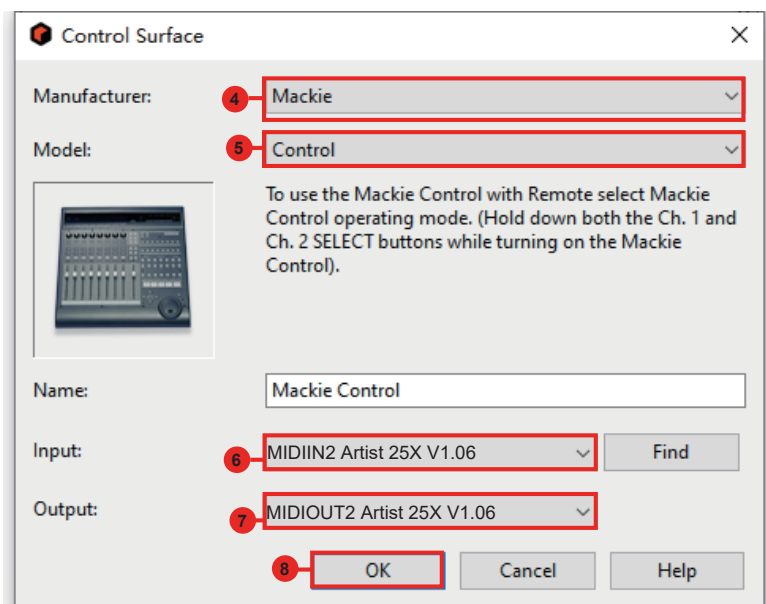 Control Surface
Manufacturer:
4
Mackie
Model:
5
Control
To use the Mackie Control with Remote select Mackie
Control operating mode. (Hold down both the Ch. 1 and
Ch. 2 SELECT buttons while turning on the Mackie
Control).
Name:
Mackie Control
Input:
6
MIDIIN2 Artist 25X V1.06
Find
Output:
7
MIDIOUT2 Artist 25X V1.06
8
OK
Cancel
Help